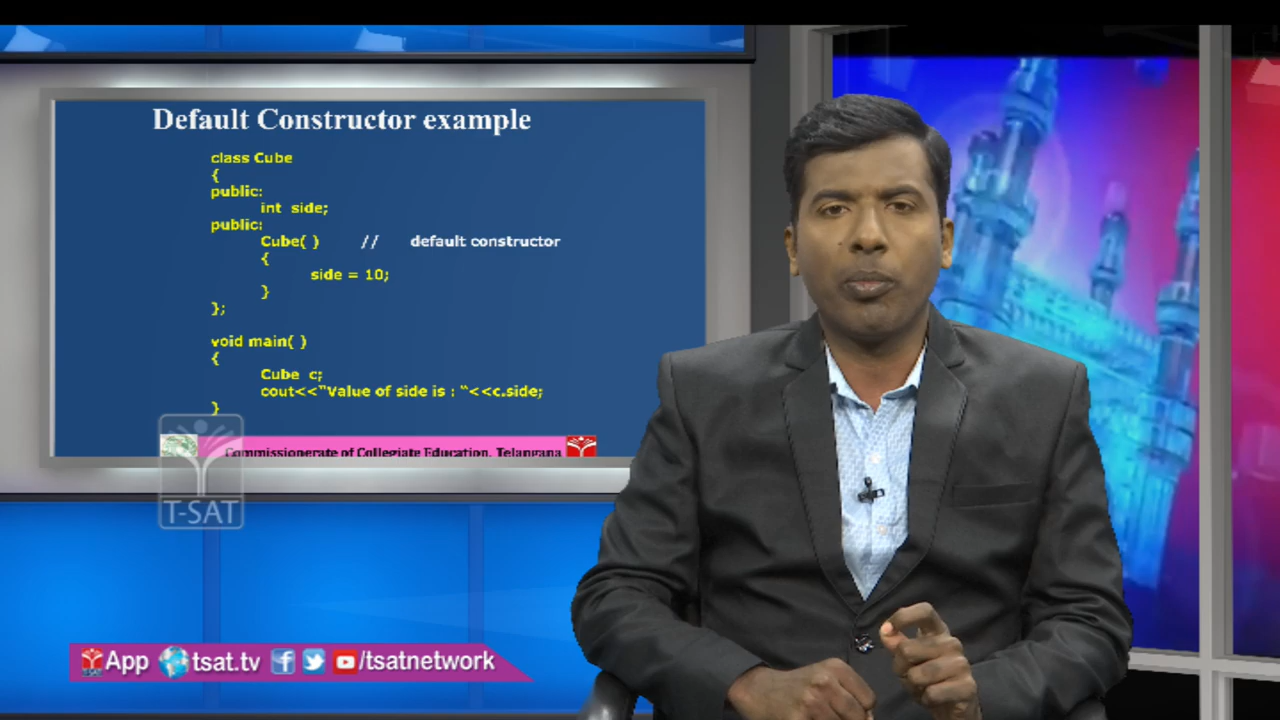 Default Constructor example
class Cube
{
public:
int side;
public:
Cube( ) // default constructor
{
side = 10;
}
};
void main( )
{
Cube c;
cout<<"Value of side is : “<<c.side;
}
Commissionerate of Collegiate Education, Telangana
T-SAT
App tsat.tv /tsatnetwork